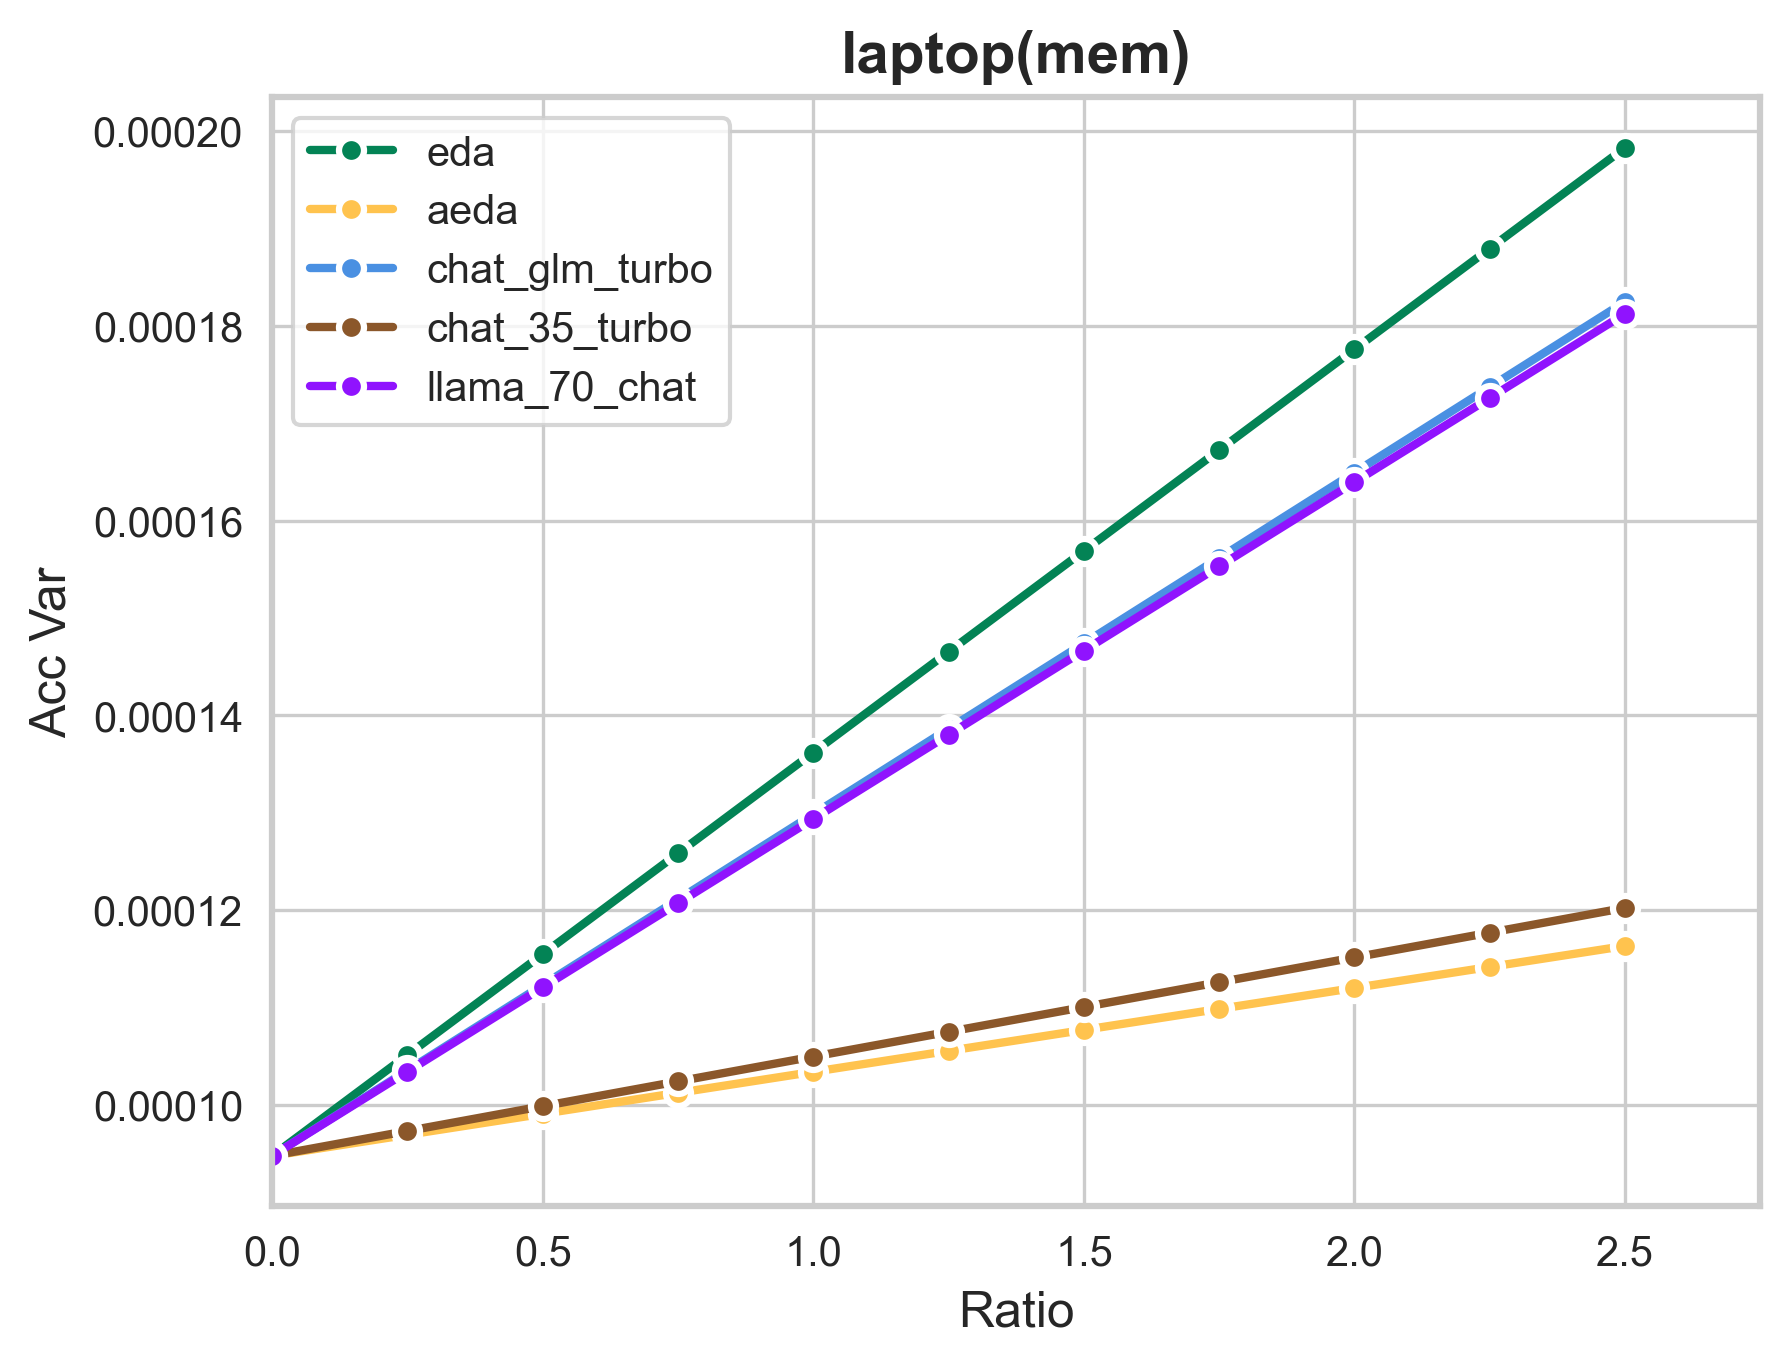 laptop(mem)
0.00020
0.00018
0.00016
0.00014
0.00012
0.00010
Acc Var
eda
aeda
chat_glm_turbo
chat_35_turbo
llama_70_chat
0.0 0.5 1.0 1.5 2.0 2.5
Ratio